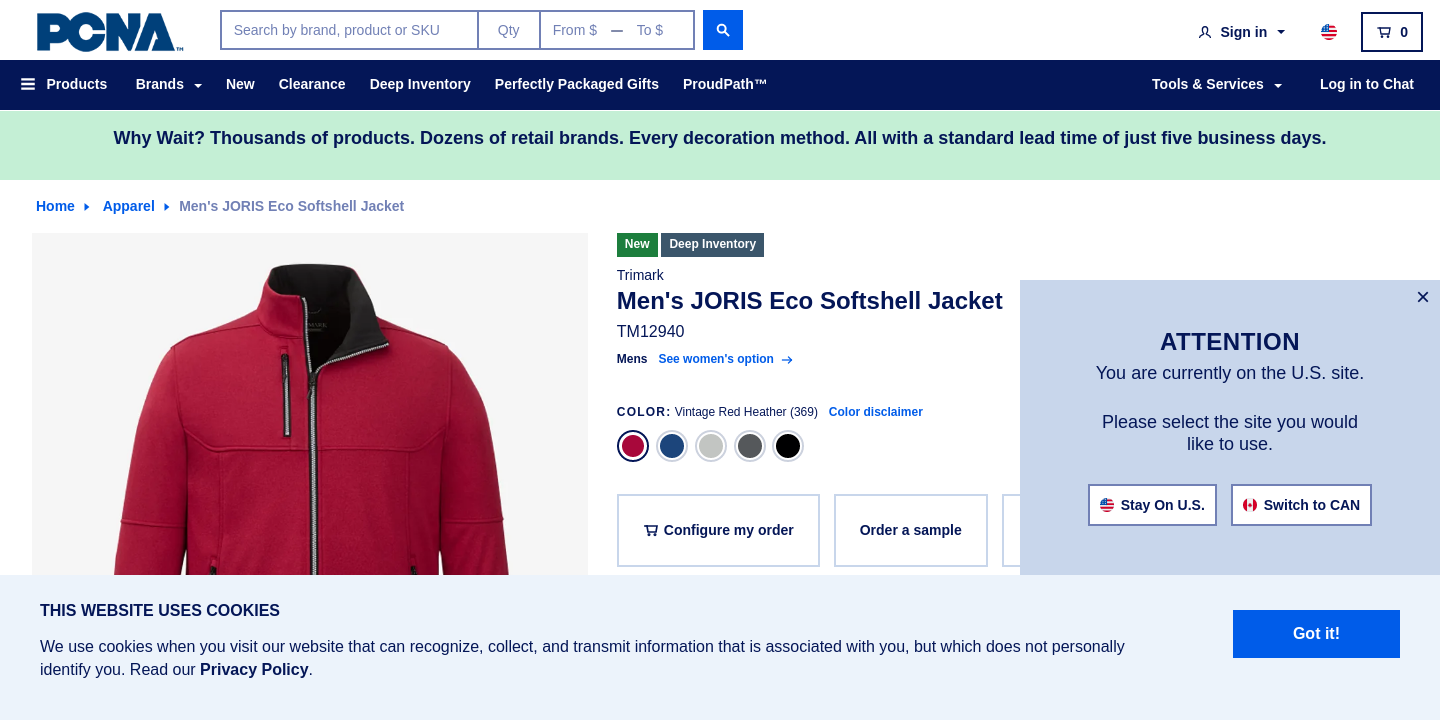 PCNA™
Search by brand, product or SKU
Qty
From $ — To $
Sign in
0
Products
Brands
New
Clearance
Deep Inventory
Perfectly Packaged Gifts
ProudPath™
Tools & Services
Log in to Chat
Why Wait? Thousands of products. Dozens of retail brands. Every decoration method. All with a standard lead time of just five business days.
Home
Apparel
Men's JORIS Eco Softshell Jacket
New
Deep Inventory
Trimark
Men's JORIS Eco Softshell Jacket
TM12940
Mens
See women's option
COLOR: Vintage Red Heather (369)
Color disclaimer
Configure my order
Order a sample
×
ATTENTION
You are currently on the U.S. site.
Please select the site you would
like to use.
Stay On U.S.
Switch to CAN
THIS WEBSITE USES COOKIES
We use cookies when you visit our website that can recognize, collect, and transmit information that is associated with you, but which does not personally
identify you. Read our Privacy Policy.
Got it!